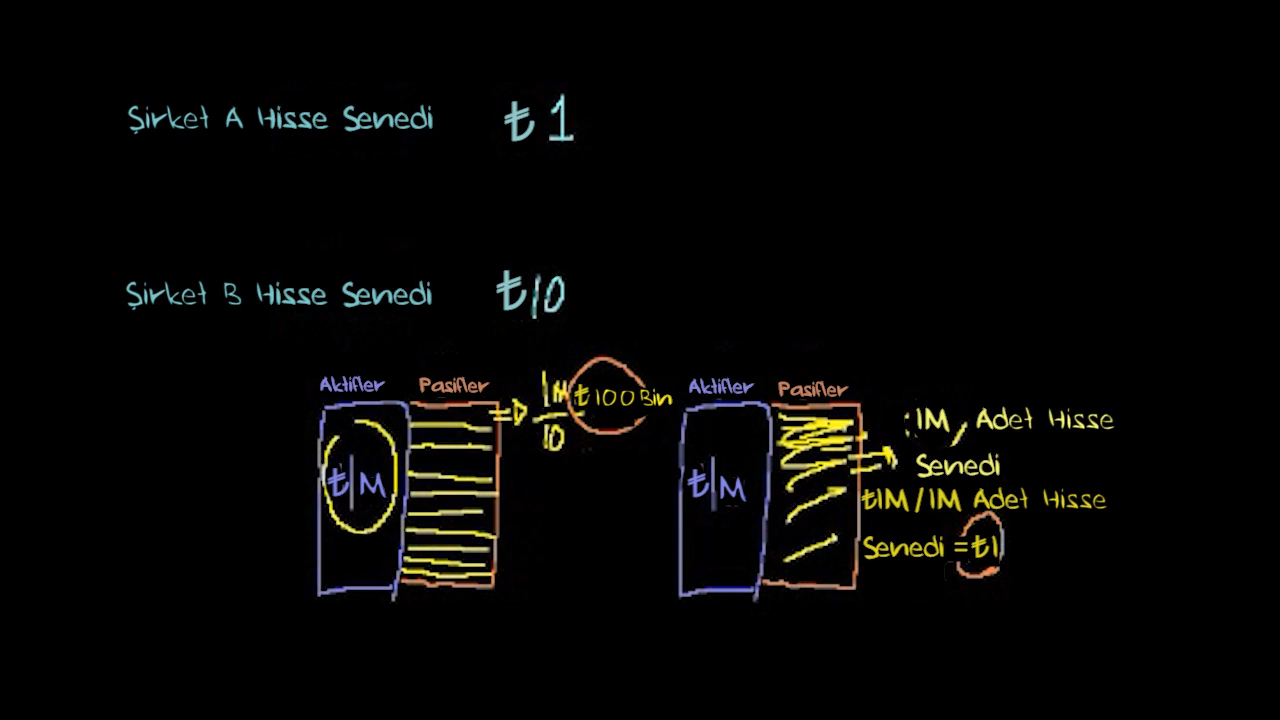 Şirket A Hisse Senedi ₺1
Şirket B Hisse Senedi ₺10
Aktifler Pasifler
₺1M
1M
10
₺100 Bin
Aktifler Pasifler
₺1M
1M, Adet Hisse
Senedi
₺1M/1M Adet Hisse
Senedi = ₺1